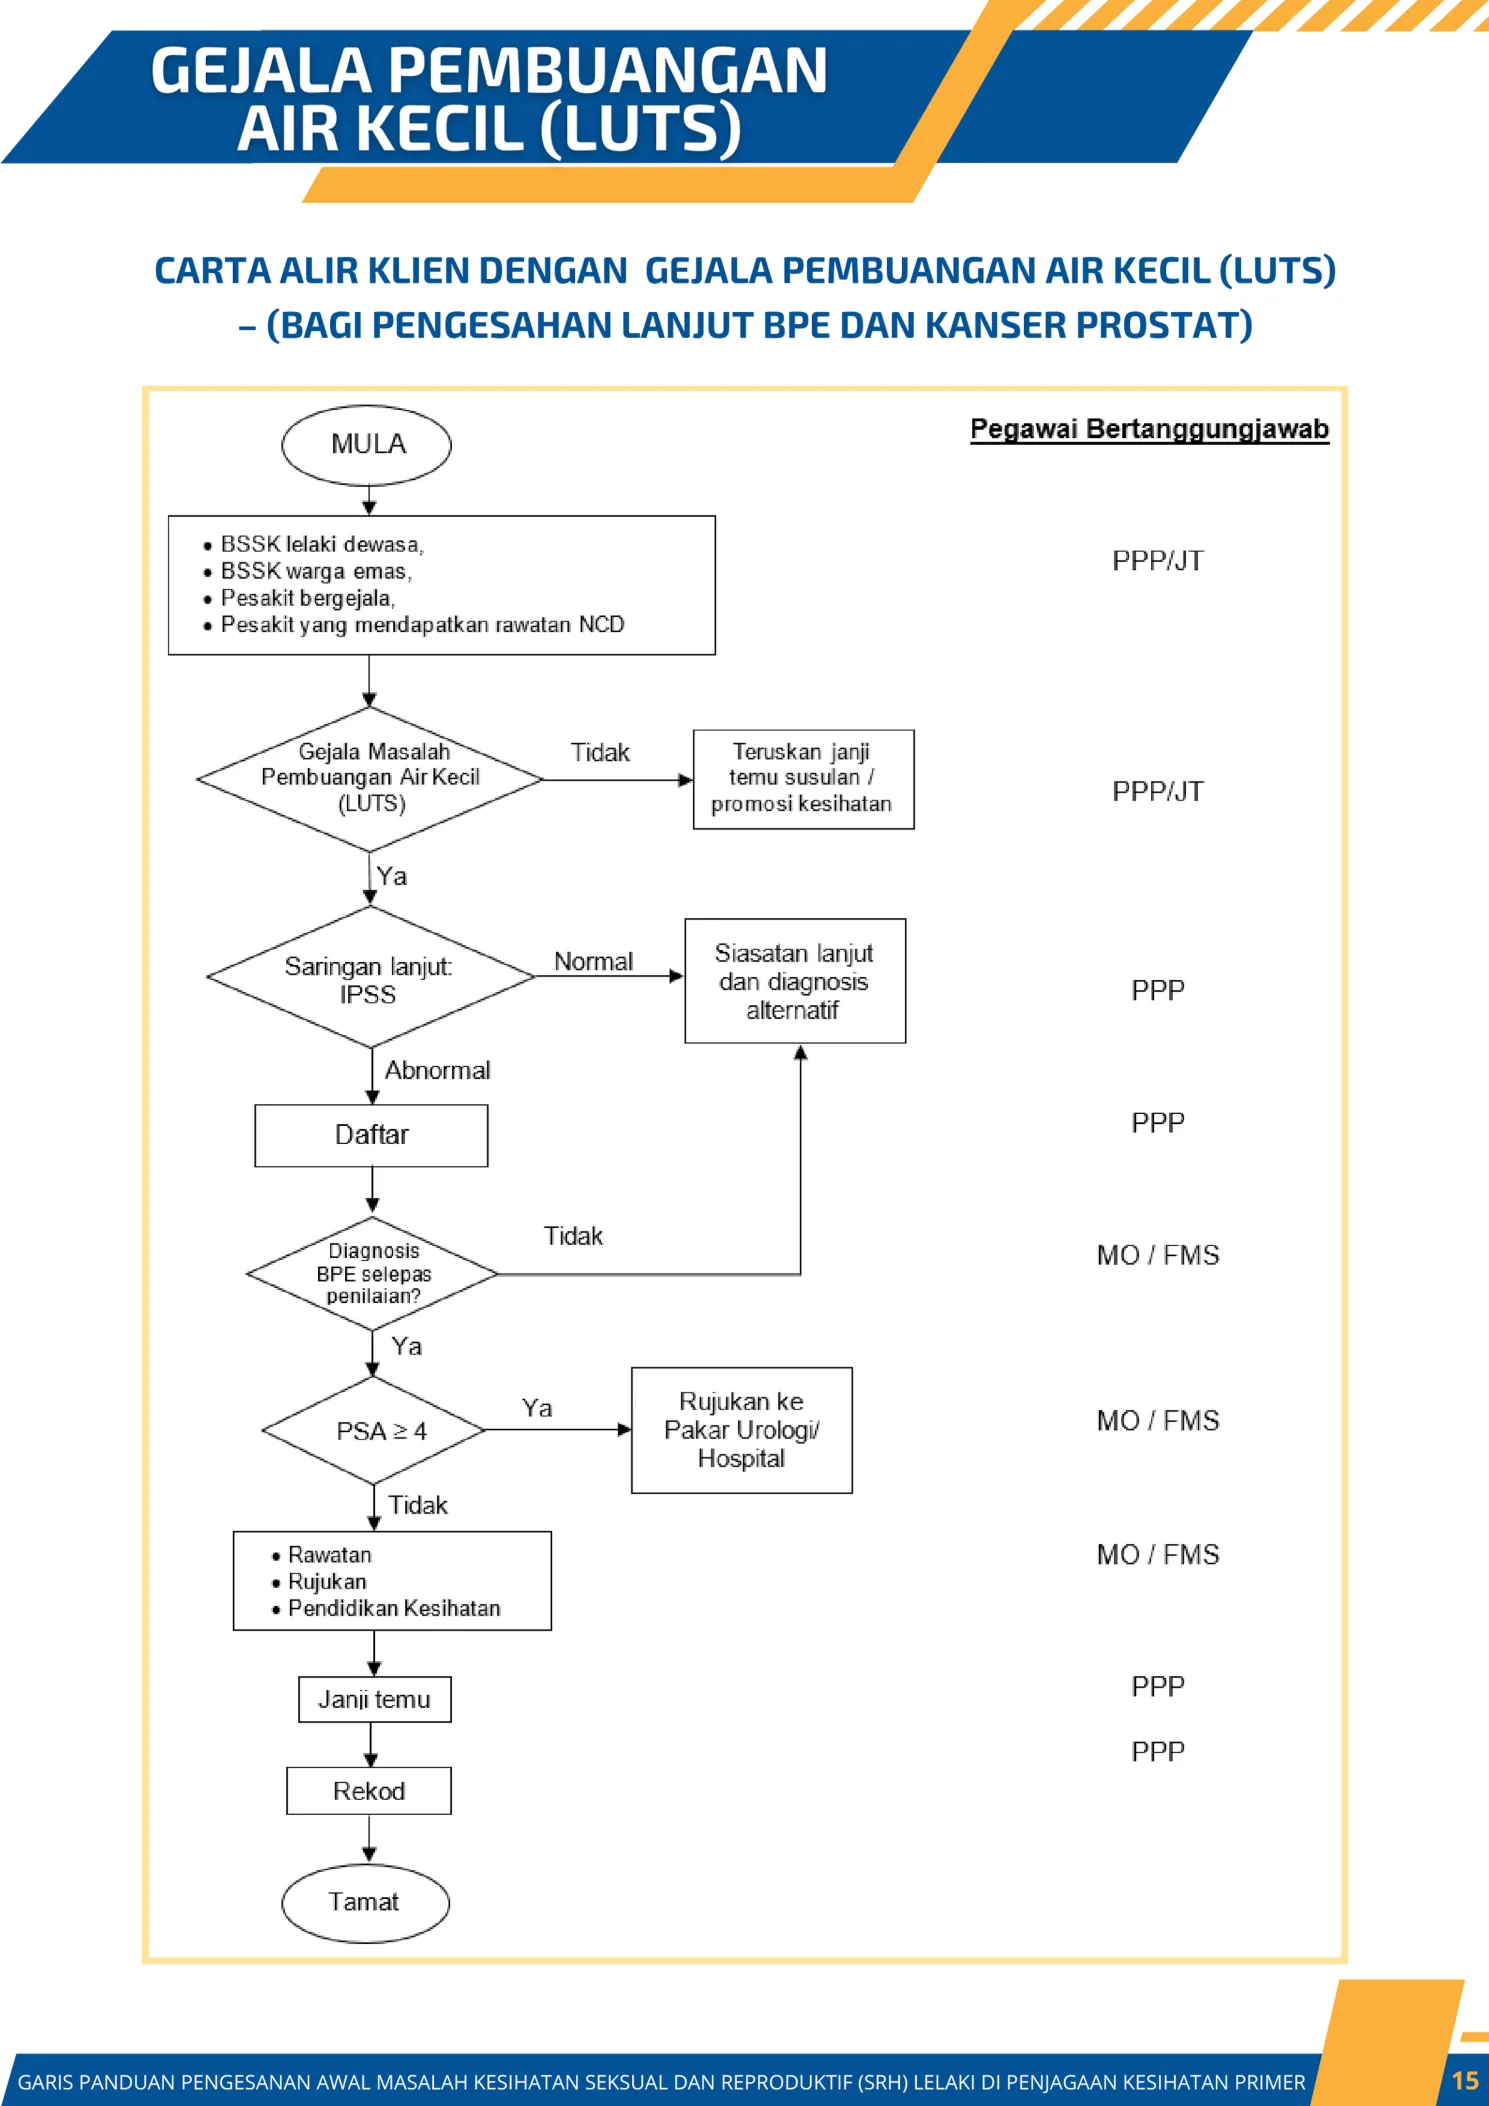 GEJALA PEMBUANGAN
AIR KECIL (LUTS)
CARTA ALIR KLIEN DENGAN GEJALA PEMBUANGAN AIR KECIL (LUTS)
– (BAGI PENGESAHAN LANJUT BPE DAN KANSER PROSTAT)
MULA
Pegawai Bertanggungjawab
• BSSK lelaki dewasa,
• BSSK warga emas,
• Pesakit bergejala,
• Pesakit yang mendapatkan rawatan NCD
PPP/JT
Gejala Masalah
Pembuangan Air Kecil
(LUTS)
Tidak
Teruskan janji
temu susulan /
promosi kesihatan
PPP/JT
Ya
Saringan lanjut:
IPSS
Normal
Siasatan lanjut
dan diagnosis
alternatif
PPP
Abnormal
Daftar
PPP
Diagnosis
BPE selepas
penilaian?
Tidak
MO / FMS
Ya
PSA ≥ 4
Ya
Rujukan ke
Pakar Urologi/
Hospital
MO / FMS
Tidak
• Rawatan
• Rujukan
• Pendidikan Kesihatan
MO / FMS
Janji temu
PPP
Rekod
PPP
Tamat
GARIS PANDUAN PENGESANAN AWAL MASALAH KESIHATAN SEKSUAL DAN REPRODUKTIF (SRH) LELAKI DI PENJAGAAN KESIHATAN PRIMER
15